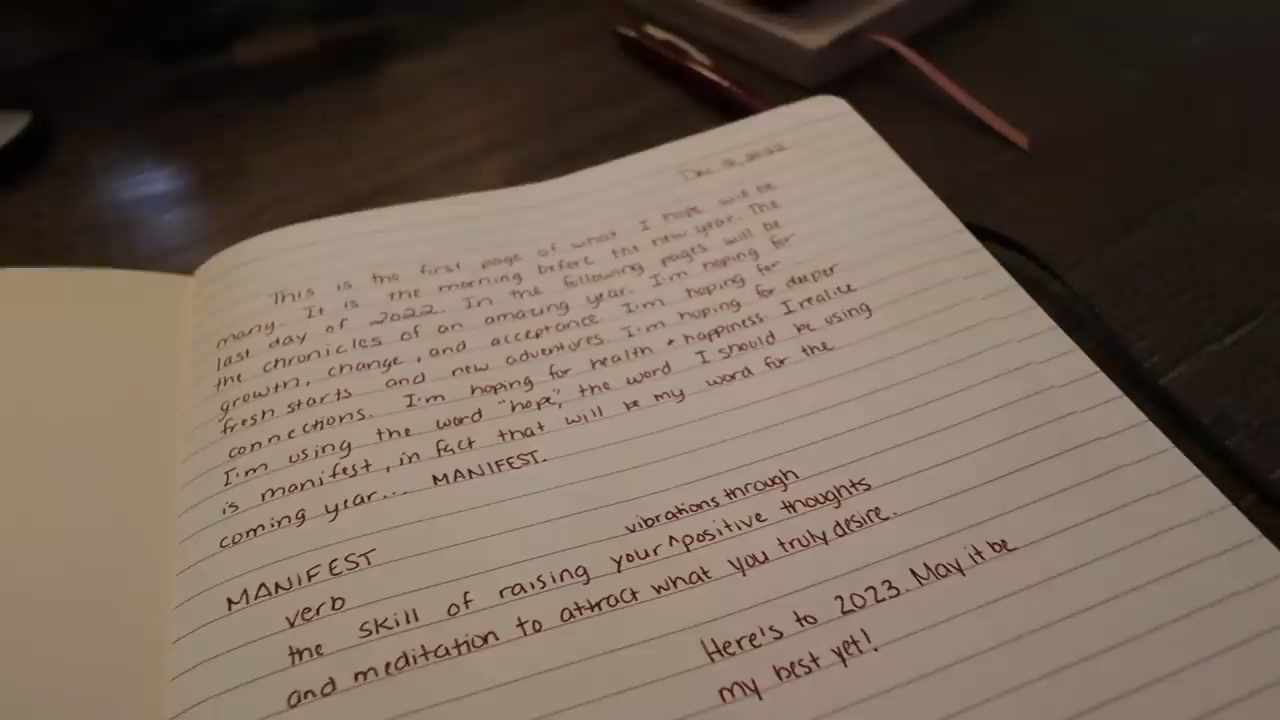 Dec 31, 2022
This is the first page of what I hope will be
many. It is the morning before the new year. The
last day of 2022. In the following pages will be
the chronicles of an amazing year. I'm hoping for
growth, change, and acceptance. I'm hoping for
fresh starts and new adventures. I'm hoping for deeper
connections. I'm hoping for health + happiness. I realize
I'm using the word "hope", the word I should be using
is manifest, in fact that will be my word for the
coming year... MANIFEST.
MANIFEST
verb
vibrations through
the skill of raising your ^positive thoughts
and meditation to attract what you truly desire.
Here's to 2023. May it be
my best yet!